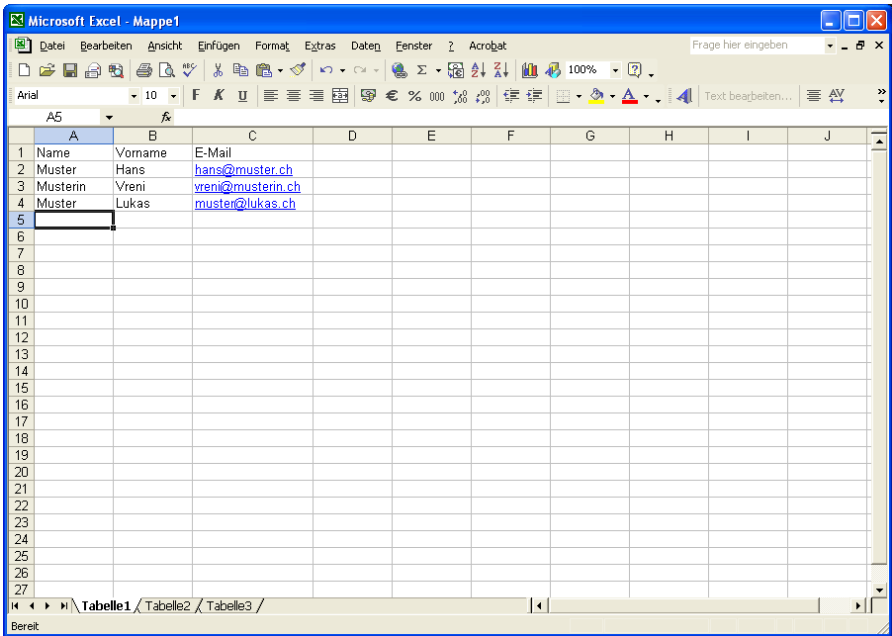 Microsoft Excel - Mappe1
Datei Bearbeiten Ansicht Einfügen Format Extras Daten Fenster ? Acrobat Frage hier eingeben
100%
Arial 10 F K U € % 000 Text bearbeiten...
A5 fx
A B C D E F G H I J
1 Name Vorname E-Mail
2 Muster Hans hans@muster.ch
3 Musterin Vreni vreni@musterin.ch
4 Muster Lukas muster@lukas.ch
5
6
7
8
9
10
11
12
13
14
15
16
17
18
19
20
21
22
23
24
25
26
27
Tabelle1 Tabelle2 Tabelle3
Bereit